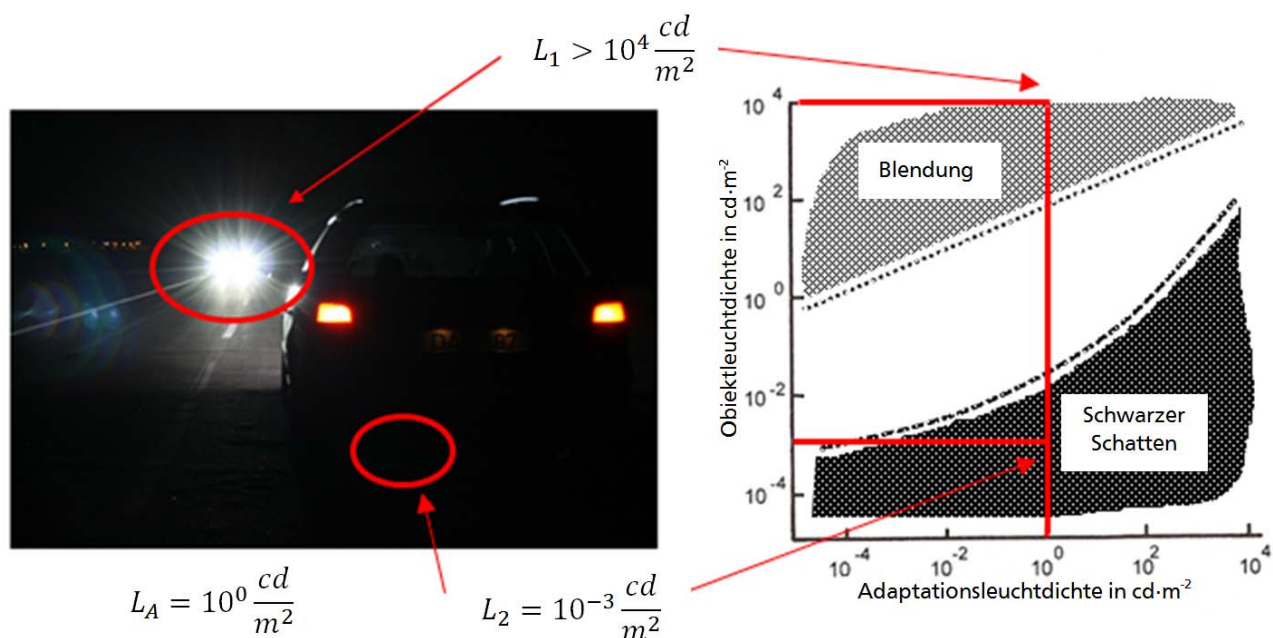 L₁ > 10⁴ cd/m²
10⁴
10²
10⁰
10⁻²
10⁻⁴
Objektleuchtdichte in cd·m⁻²
Blendung
Schwarzer
Schatten
10⁻⁴ 10⁻² 10⁰ 10² 10⁴
Adaptationsleuchtdichte in cd·m⁻²
L_A = 10⁰ cd/m²
L₂ = 10⁻³ cd/m²